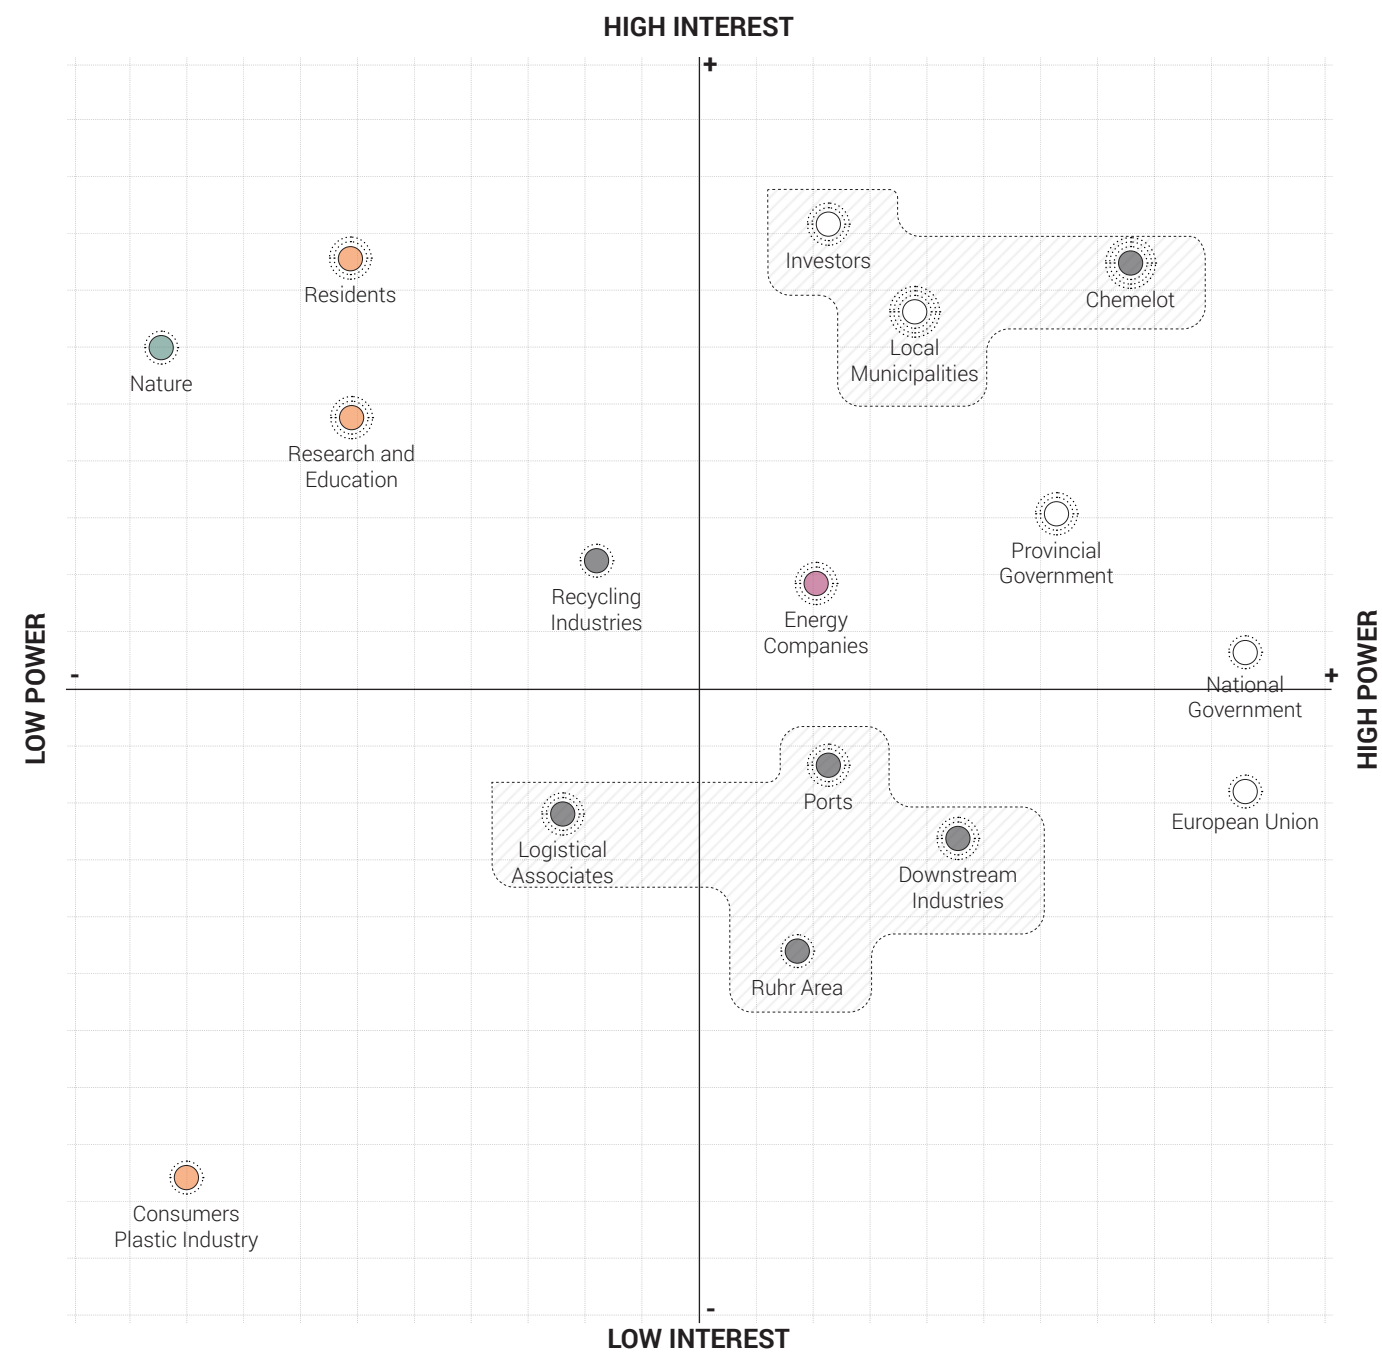 HIGH INTEREST
+
Investors
Residents
Chemelot
Local
Municipalities
Nature
Research and
Education
Provincial
Government
Recycling
Industries
Energy
Companies
LOW POWER
-
+
HIGH POWER
National
Government
Ports
European Union
Logistical
Associates
Downstream
Industries
Ruhr Area
Consumers
Plastic Industry
-
LOW INTEREST